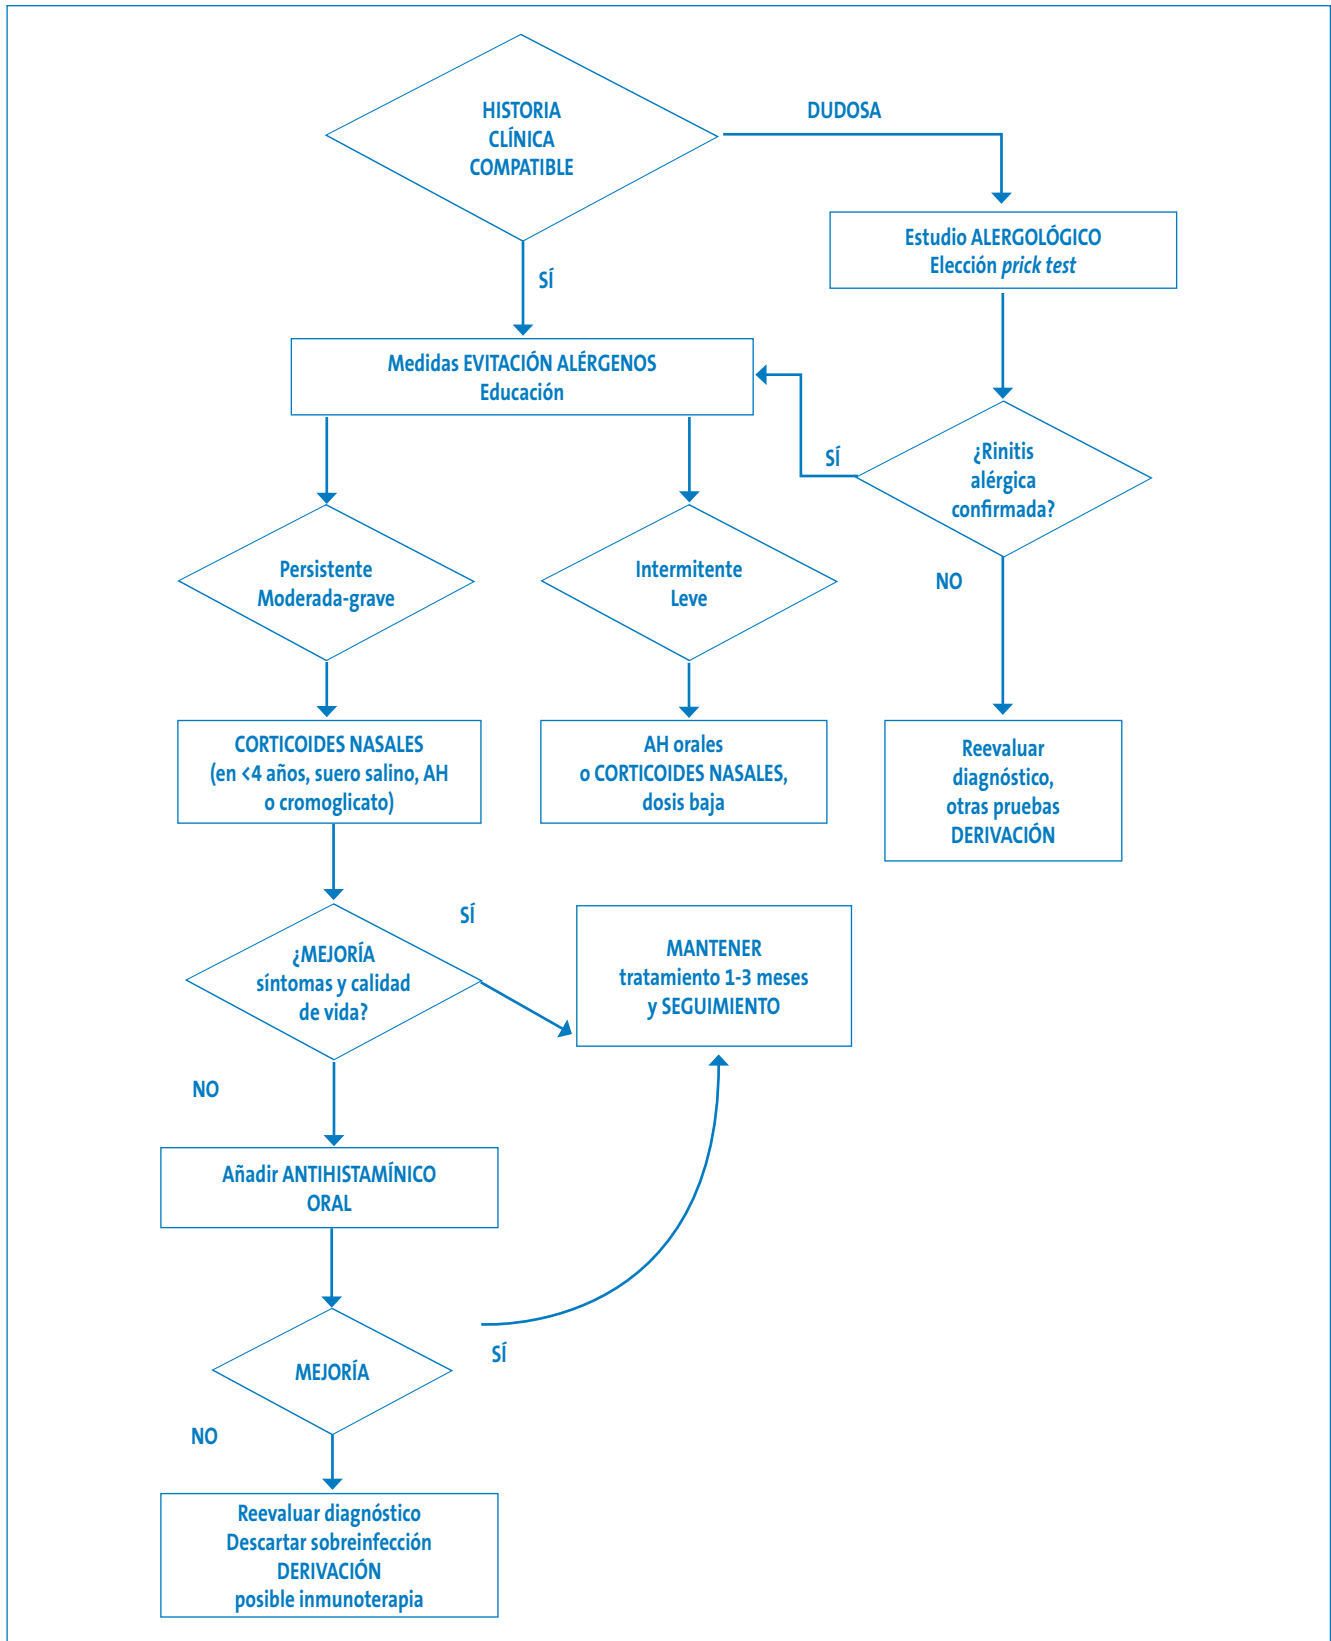 HISTORIA
CLÍNICA
COMPATIBLE
DUDOSA
Estudio ALERGOLÓGICO
Elección prick test
SÍ
Medidas EVITACIÓN ALÉRGENOS
Educación
SÍ
¿Rinitis
alérgica
confirmada?
NO
Persistente
Moderada-grave
Intermitente
Leve
CORTICOIDES NASALES
(en <4 años, suero salino, AH
o cromoglicato)
AH orales
o CORTICOIDES NASALES,
dosis baja
Reevaluar
diagnóstico,
otras pruebas
DERIVACIÓN
¿MEJORÍA
síntomas y calidad
de vida?
SÍ
MANTENER
tratamiento 1-3 meses
y SEGUIMIENTO
NO
Añadir ANTIHISTAMÍNICO
ORAL
MEJORÍA
SÍ
NO
Reevaluar diagnóstico
Descartar sobreinfección
DERIVACIÓN
posible inmunoterapia